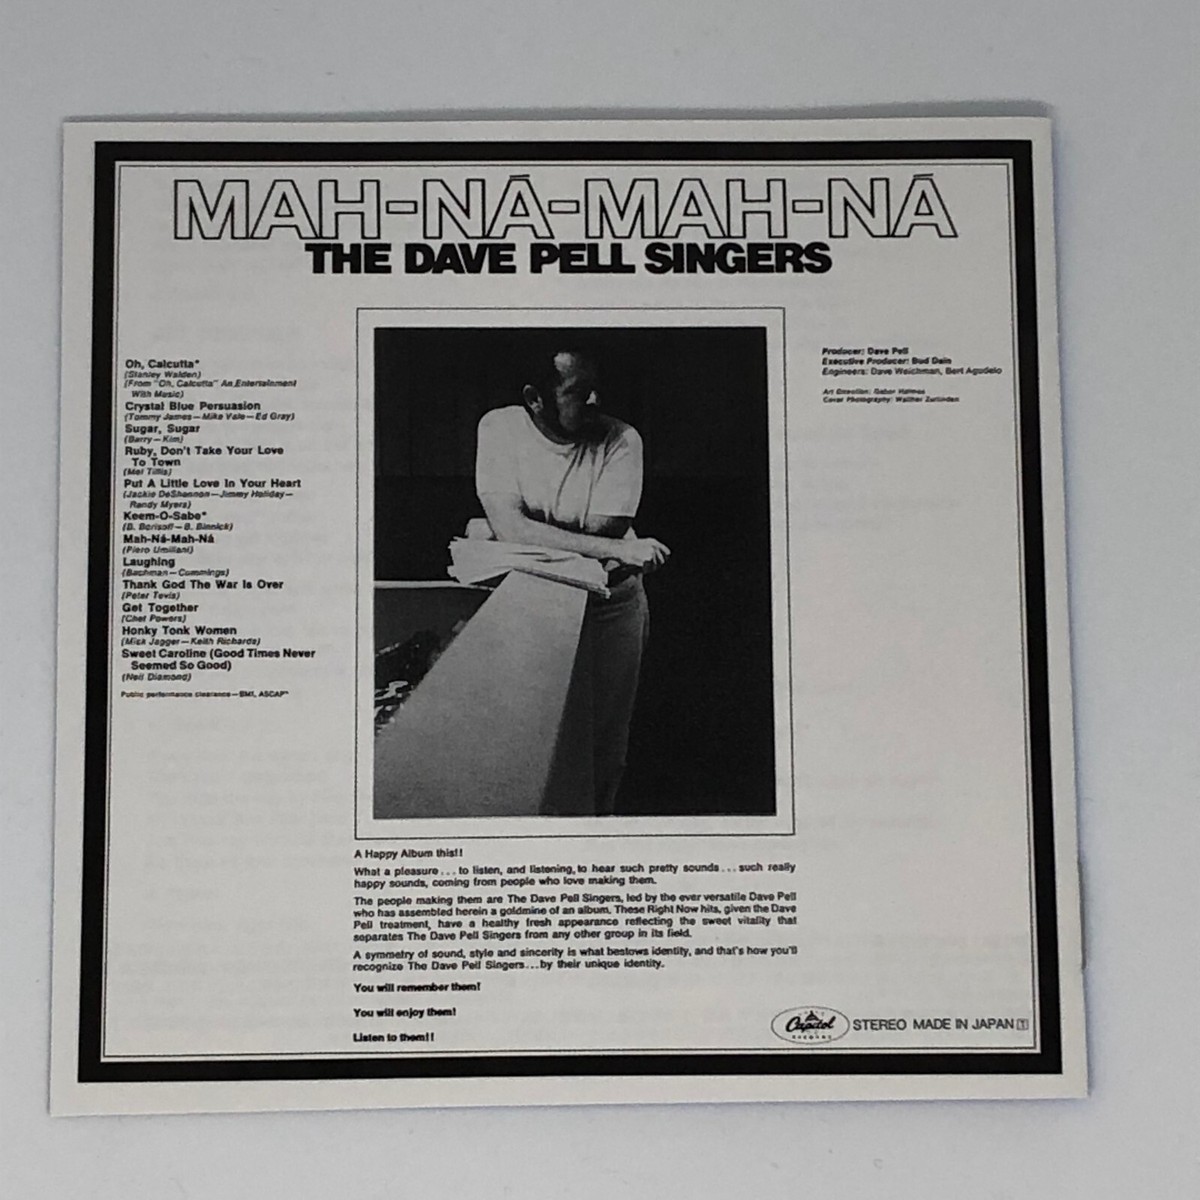 MAH-NÁ-MAH-NÁ
THE DAVE PELL SINGERS
Oh, Calcutta*
(Stanley Walden)
(From "Oh, Calcutta" An Entertainment
With Music)
Crystal Blue Persuasion
(Tommy James—Mike Vale—Ed Gray)
Sugar, Sugar
(Barry—Kim)
Ruby, Don't Take Your Love
To Town
(Mel Tillis)
Put A Little Love In Your Heart
(Jackie DeShannon—Jimmy Holiday—
Randy Myers)
Keem-O-Sabe*
(B. Borisoff—B. Binnick)
Mah-Ná-Mah-Ná
(Piero Umiliani)
Laughing
(Bachman—Cummings)
Thank God The War Is Over
(Peter Tevis)
Get Together
(Chet Powers)
Honky Tonk Women
(Mick Jagger—Keith Richards)
Sweet Caroline (Good Times Never
Seemed So Good)
(Neil Diamond)
Public performance clearance—BMI, ASCAP*
Producer: Dave Pell
Executive Producer: Bud Dain
Engineers: Dave Weichman, Bert Agudelo
Art Direction: Gabor Halmos
Cover Photography: Walther
A Happy Album this!!
What a pleasure... to listen, and listening, to hear such pretty sounds... such really
happy sounds, coming from people who love making them.
The people making them are The Dave Pell Singers, led by the ever versatile Dave Pell
who has assembled herein a goldmine of an album. These Right Now hits, given the Dave
Pell treatment, have a healthy fresh appearance reflecting the sweet vitality that
separates The Dave Pell Singers from any other group in its field.
A symmetry of sound, style and sincerity is what bestows identity, and that's how you'll
recognize The Dave Pell Singers...by their unique identity.
You will remember them!
You will enjoy them!
Listen to them!!
Capitol
RECORDS
STEREO MADE IN JAPAN T